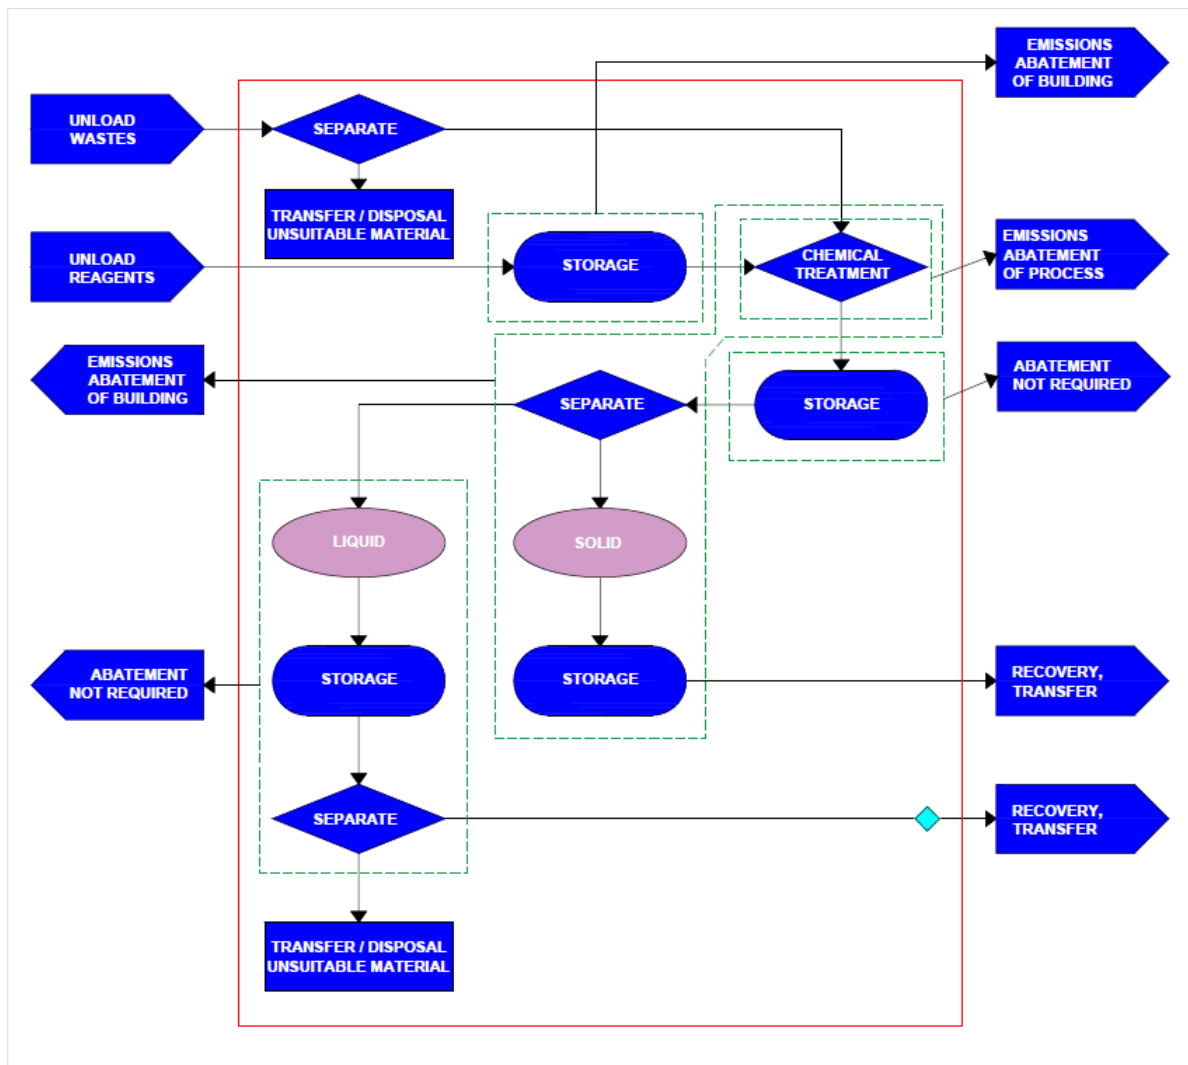 EMISSIONS
ABATEMENT
OF BUILDING
UNLOAD
WASTES
SEPARATE
TRANSFER / DISPOSAL
UNSUITABLE MATERIAL
UNLOAD
REAGENTS
STORAGE
CHEMICAL
TREATMENT
EMISSIONS
ABATEMENT
OF PROCESS
EMISSIONS
ABATEMENT
OF BUILDING
SEPARATE
STORAGE
ABATEMENT
NOT REQUIRED
LIQUID
SOLID
ABATEMENT
NOT REQUIRED
STORAGE
STORAGE
RECOVERY,
TRANSFER
SEPARATE
RECOVERY,
TRANSFER
TRANSFER / DISPOSAL
UNSUITABLE MATERIAL